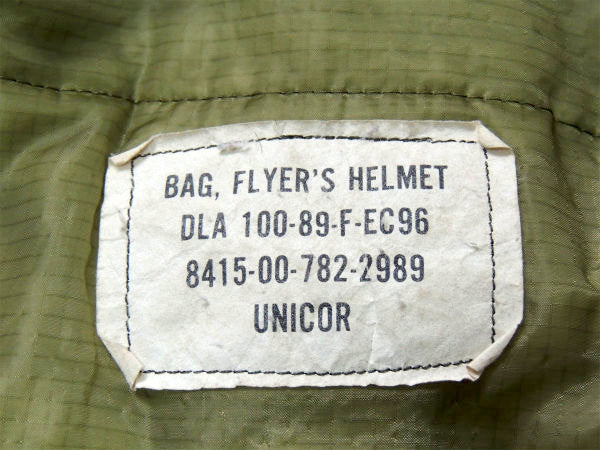 BAG, FLYER'S HELMET
DLA 100-89-F-EC96
8415-00-782-2989
UNICOR